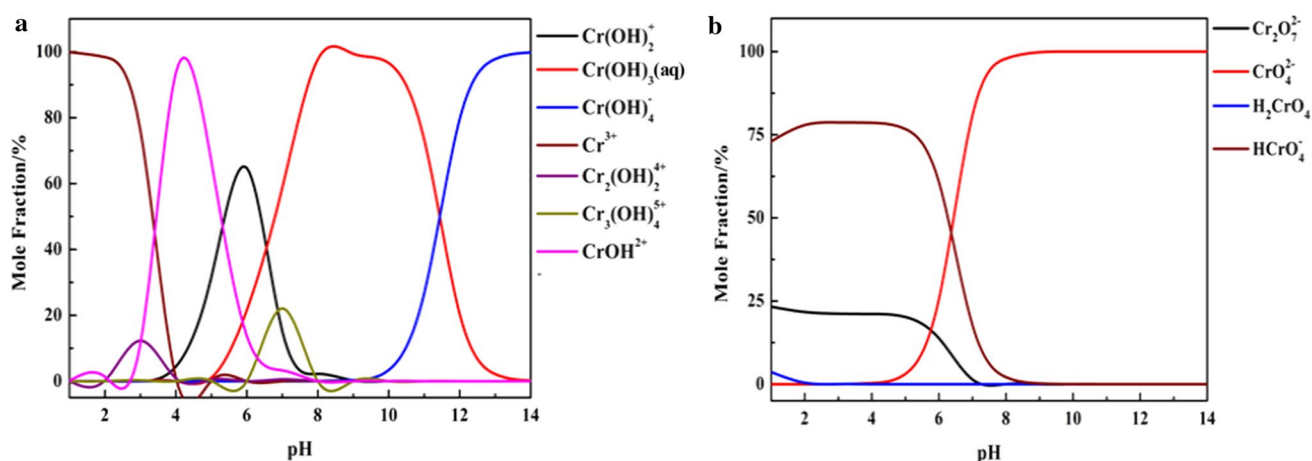 a
Mole Fraction/%
100
80
60
40
20
0
2 4 6 8 10 12 14
pH
Cr(OH)₂⁺
Cr(OH)₃(aq)
Cr(OH)₄⁻
Cr³⁺
Cr₂(OH)₂⁴⁺
Cr₃(OH)₄⁵⁺
CrOH²⁺
b
Mole Fraction/%
100
75
50
25
0
2 4 6 8 10 12 14
pH
Cr₂O₇²⁻
CrO₄²⁻
H₂CrO₄
HCrO₄⁻